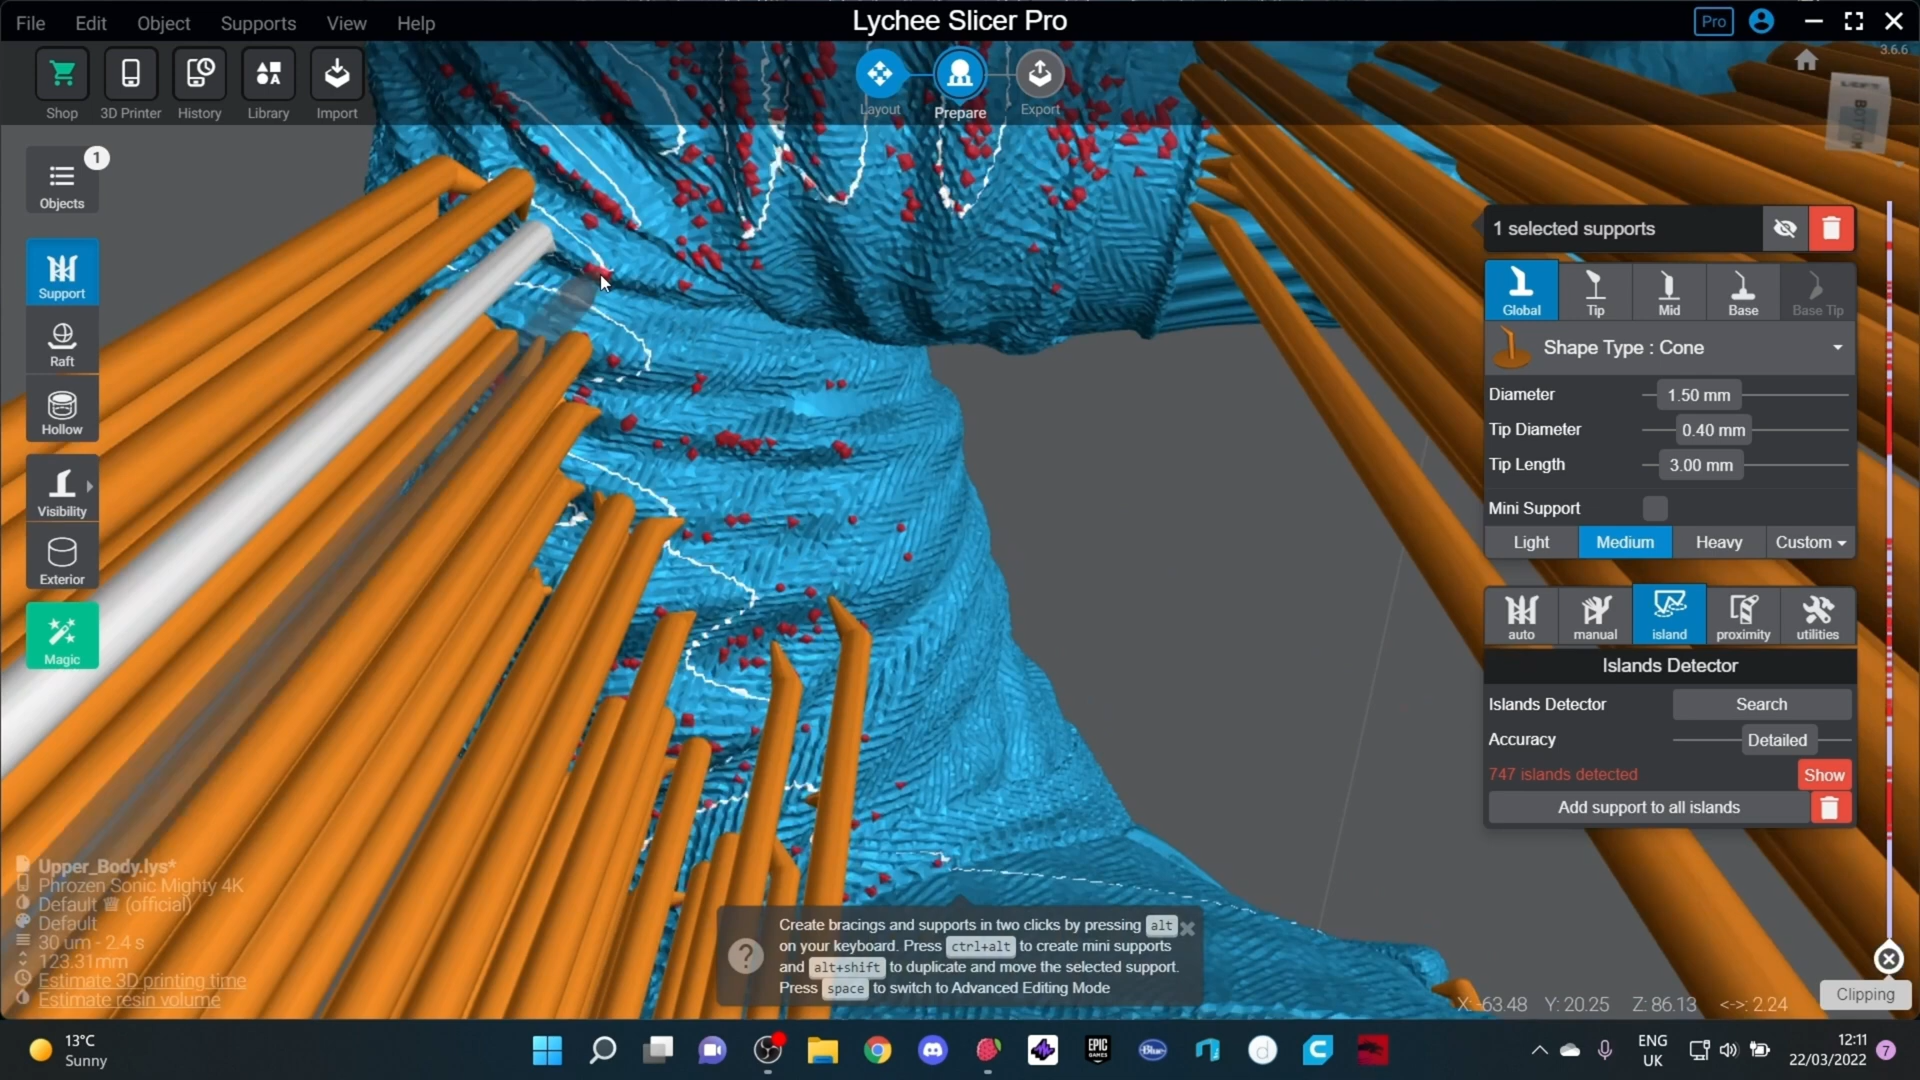 File Edit Object Supports View Help
Lychee Slicer Pro
Pro
3.6.6
Shop 3D Printer History Library Import
Layout Prepare Export
BOTTOM
1
Objects
Support
Raft
Hollow
Visibility
Exterior
Magic
1 selected supports
Global Tip Mid Base Base Tip
Shape Type : Cone
Diameter 1.50 mm
Tip Diameter 0.40 mm
Tip Length 3.00 mm
Mini Support
Light Medium Heavy Custom
auto manual island proximity utilities
Islands Detector
Islands Detector Search
Accuracy Detailed
747 islands detected Show
Add support to all islands
Upper_Body.lys*
Phrozen Sonic Mighty 4K
Default (official)
Default
30 um - 2.4 s
123.31mm
Estimate 3D printing time
Estimate resin volume
Create bracings and supports in two clicks by pressing alt
on your keyboard. Press ctrl+alt to create mini supports
and alt+shift to duplicate and move the selected support.
Press space to switch to Advanced Editing Mode
X: -63.48 Y: 20.25 Z: 86.13 <-->: 2.24
Clipping
13°C
Sunny
EPIC
GAMES
Blue
d
ENG
UK
12:11
22/03/2022
7